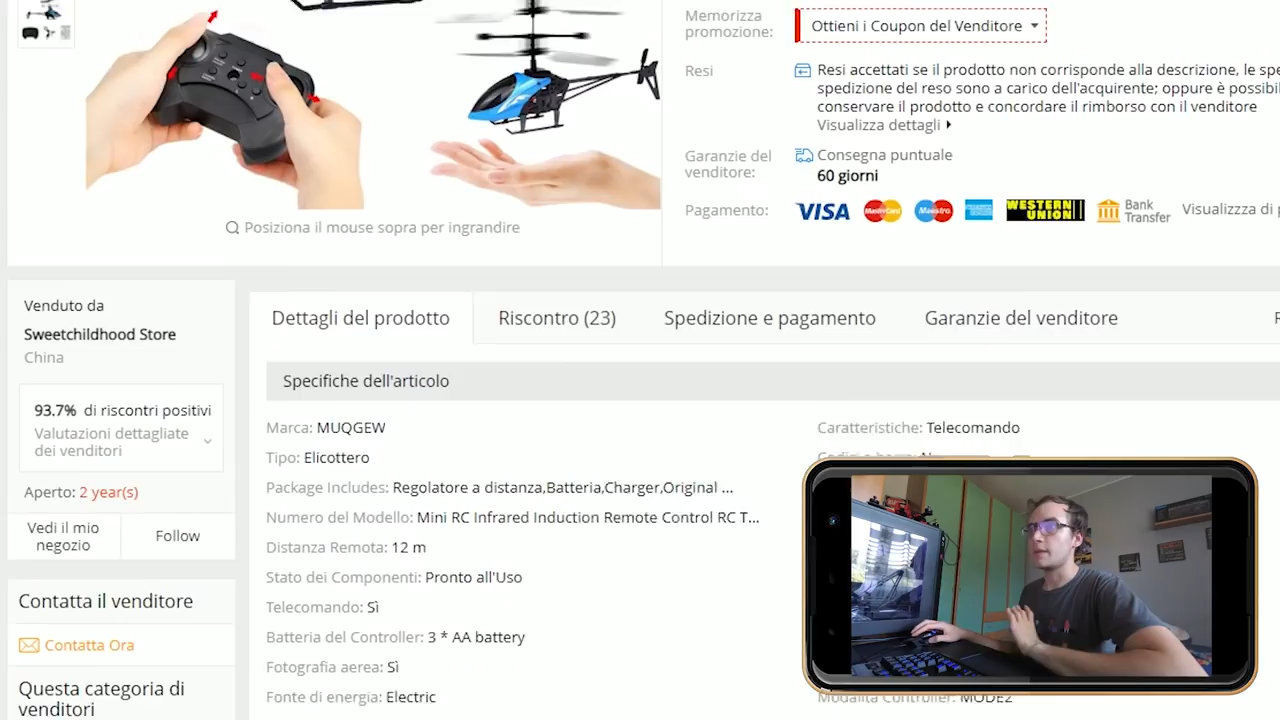 Memorizza
promozione:
Ottieni i Coupon del Venditore
Resi
Resi accettati se il prodotto non corrisponde alla descrizione, le spe
spedizione del reso sono a carico dell'acquirente; oppure è possibil
conservare il prodotto e concordare il rimborso con il venditore
Visualizza dettagli
Garanzie del
venditore:
Consegna puntuale
60 giorni
Pagamento:
VISA
MasterCard
Maestro
WESTERN
UNION
Bank
Transfer
Visualizzza di p
Posiziona il mouse sopra per ingrandire
Venduto da
Sweetchildhood Store
China
93.7% di riscontri positivi
Valutazioni dettagliate
dei venditori
Aperto: 2 year(s)
Vedi il mio
negozio
Follow
Contatta il venditore
Contatta Ora
Questa categoria di
venditori
Dettagli del prodotto
Riscontro (23)
Spedizione e pagamento
Garanzie del venditore
Specifiche dell'articolo
Marca: MUQGEW
Caratteristiche: Telecomando
Tipo: Elicottero
Package Includes: Regolatore a distanza,Batteria,Charger,Original ...
Numero del Modello: Mini RC Infrared Induction Remote Control RC T...
Distanza Remota: 12 m
Stato dei Componenti: Pronto all'Uso
Telecomando: Sì
Batteria del Controller: 3 * AA battery
Fotografia aerea: Sì
Fonte di energia: Electric
Modalità Controller: MODE2